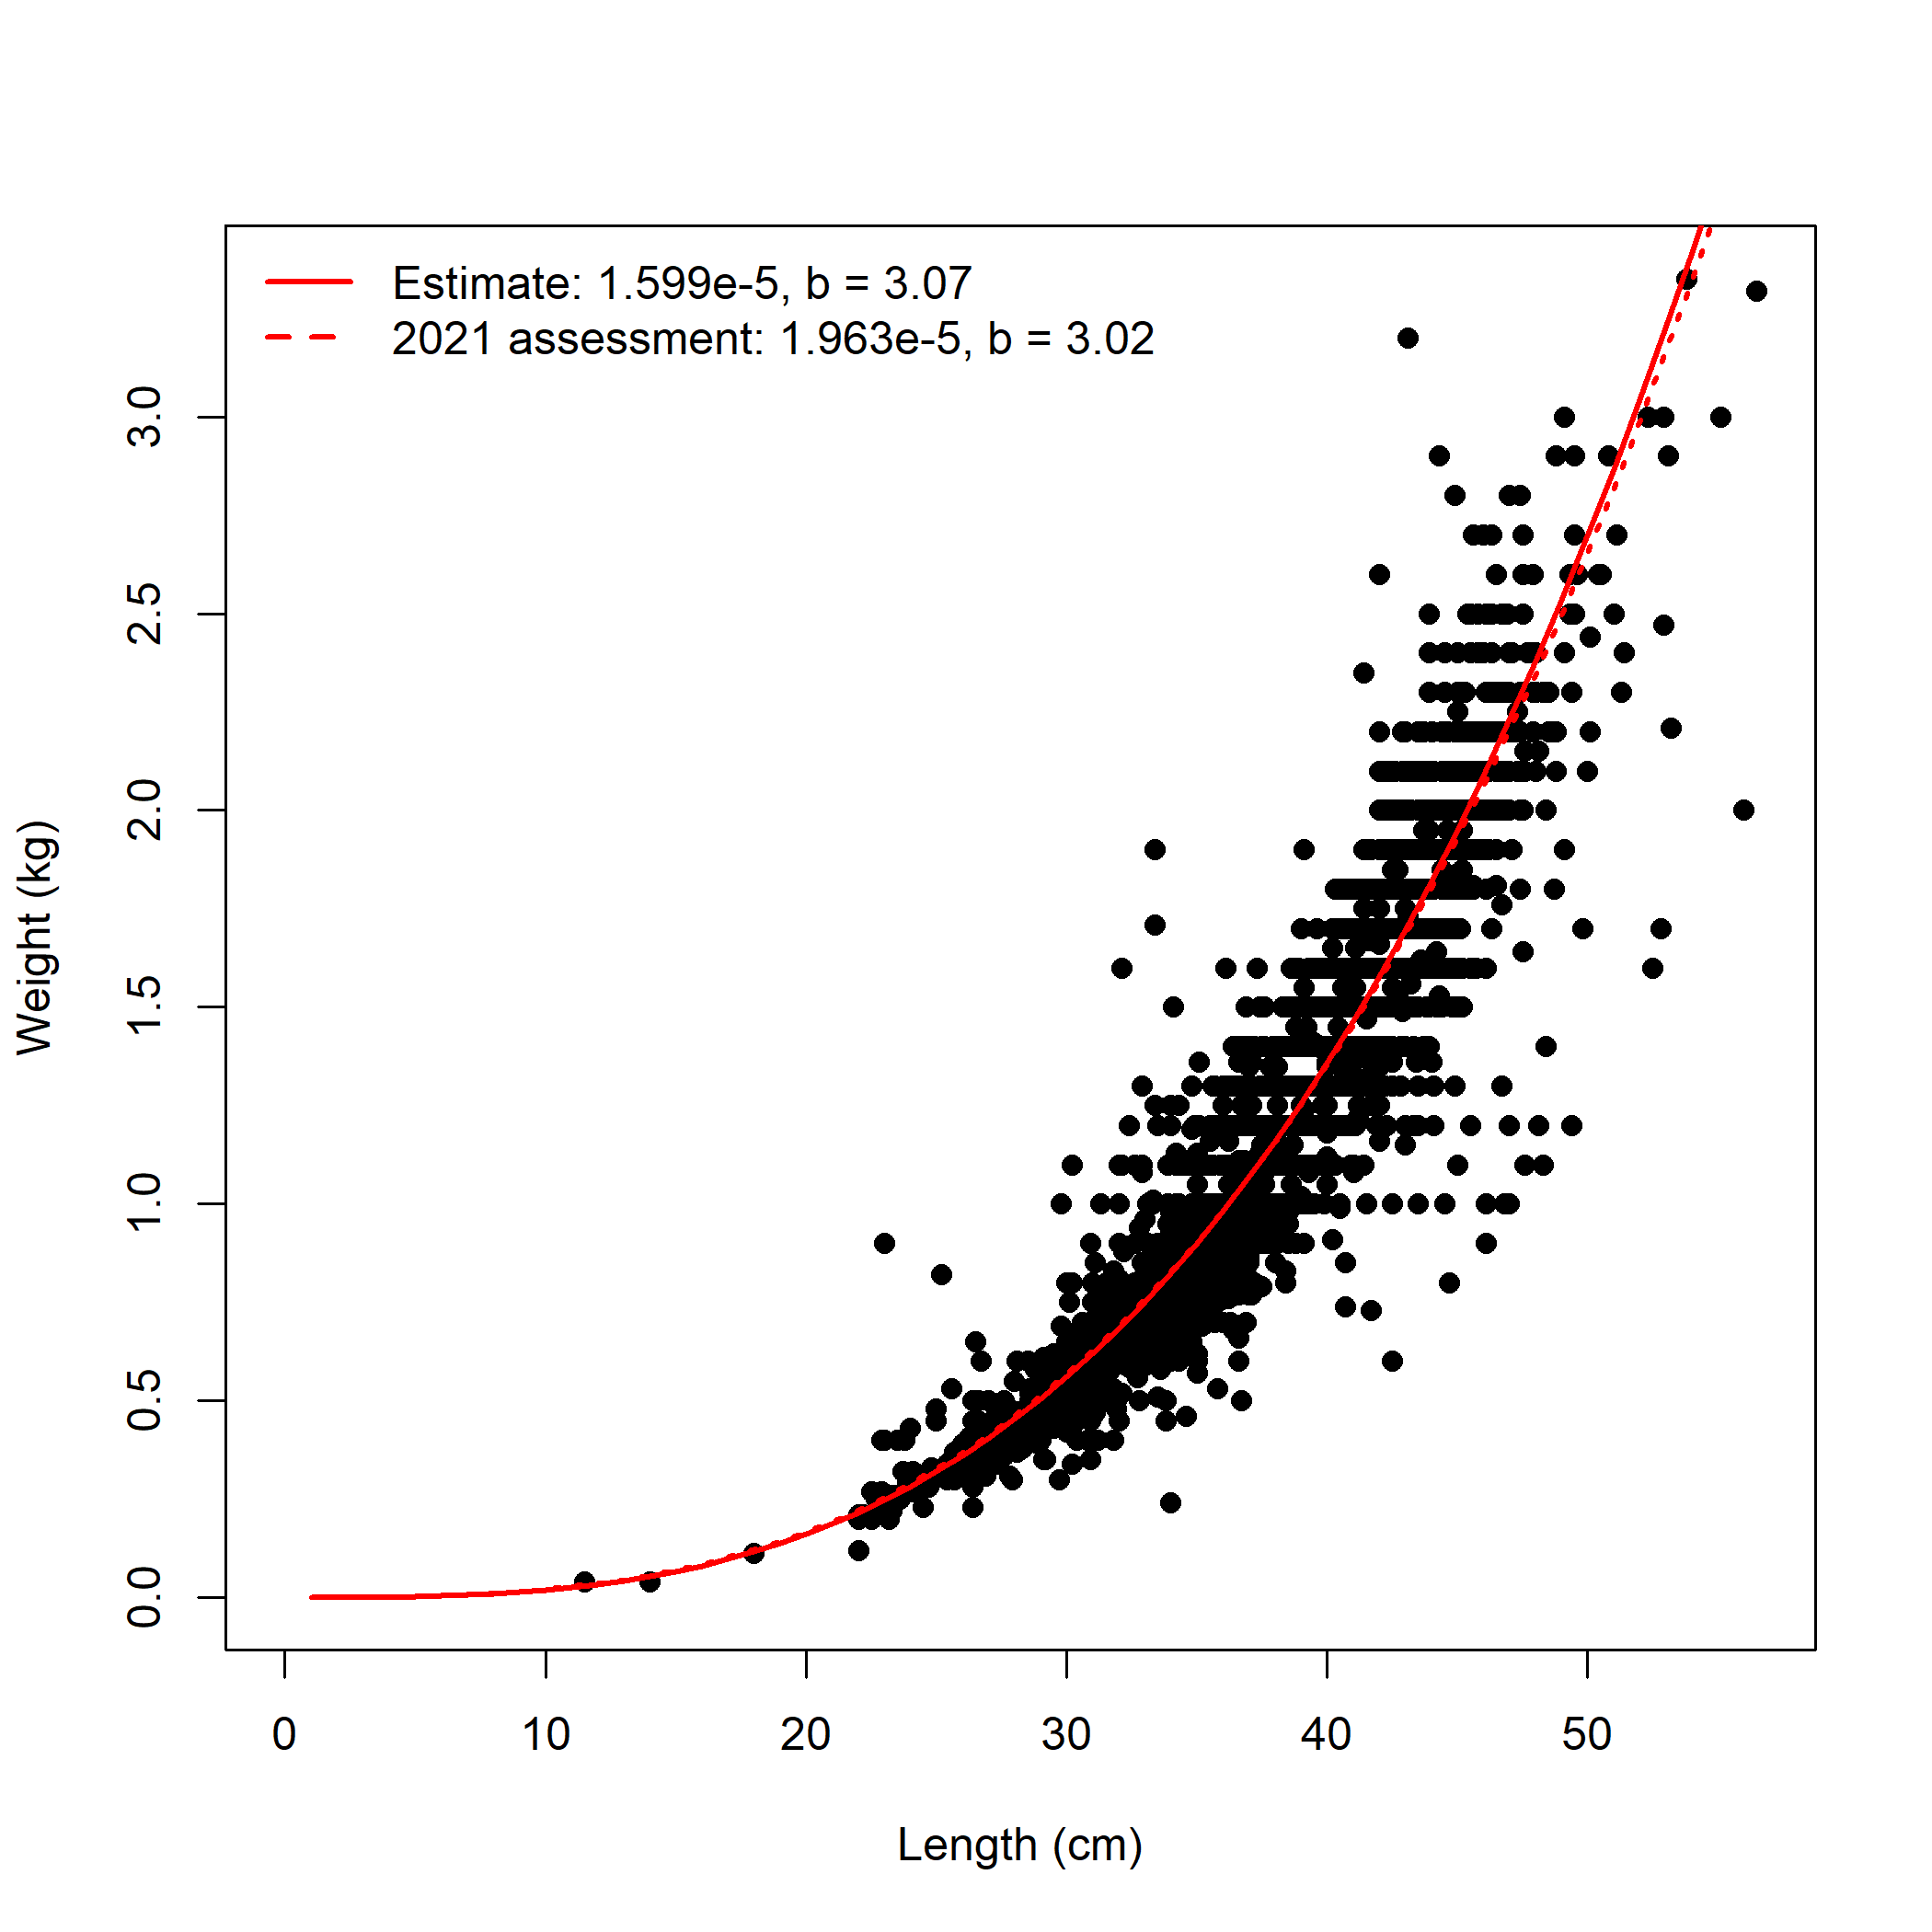 Estimate: 1.599e-5, b = 3.07
2021 assessment: 1.963e-5, b = 3.02
3.0
2.5
2.0
1.5
1.0
0.5
0.0
Weight (kg)
0 10 20 30 40 50
Length (cm)